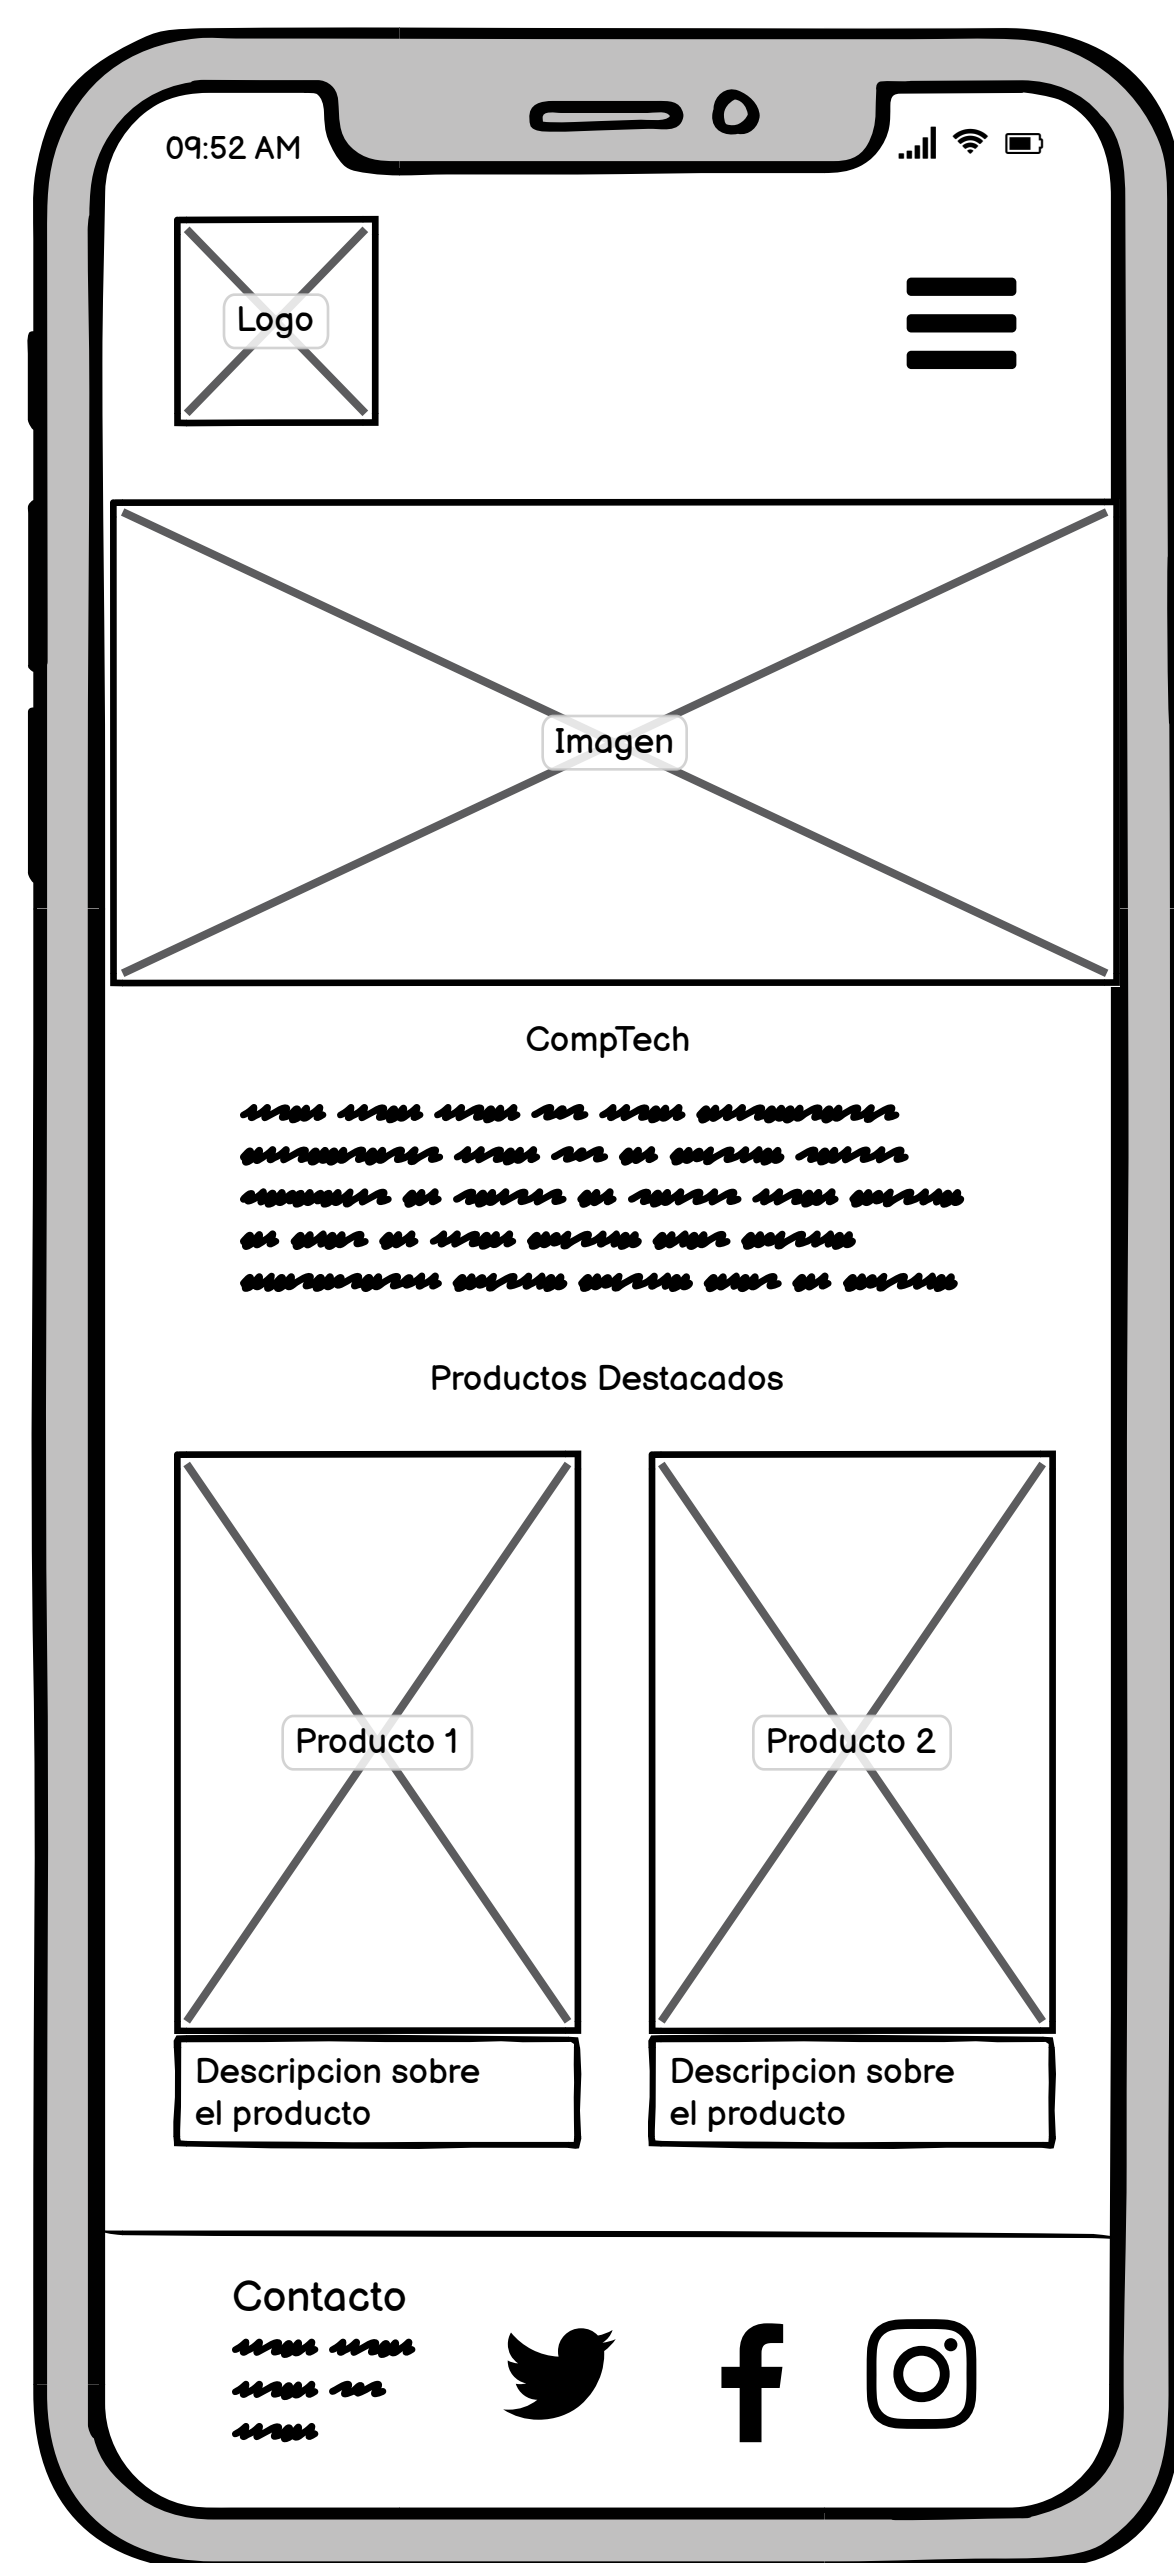 09:52 AM
Logo
Imagen
CompTech
Productos Destacados
Producto 1
Producto 2
Descripcion sobre
el producto
Descripcion sobre
el producto
Contacto